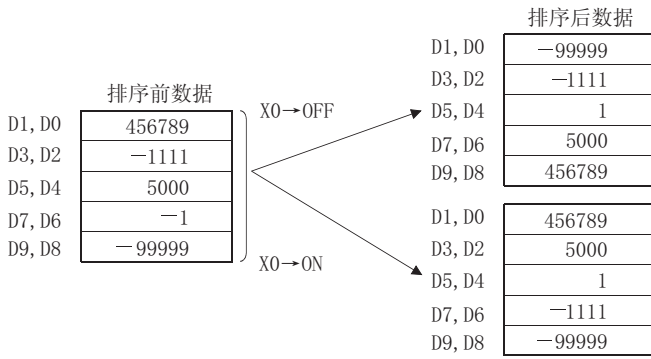 排序前数据
D1, D0 456789
D3, D2 －1111
D5, D4 5000
D7, D6 －1
D9, D8 －99999
X0→OFF
X0→ON
排序后数据
D1, D0 －99999
D3, D2 －1111
D5, D4 1
D7, D6 5000
D9, D8 456789
D1, D0 456789
D3, D2 5000
D5, D4 1
D7, D6 －1111
D9, D8 －99999